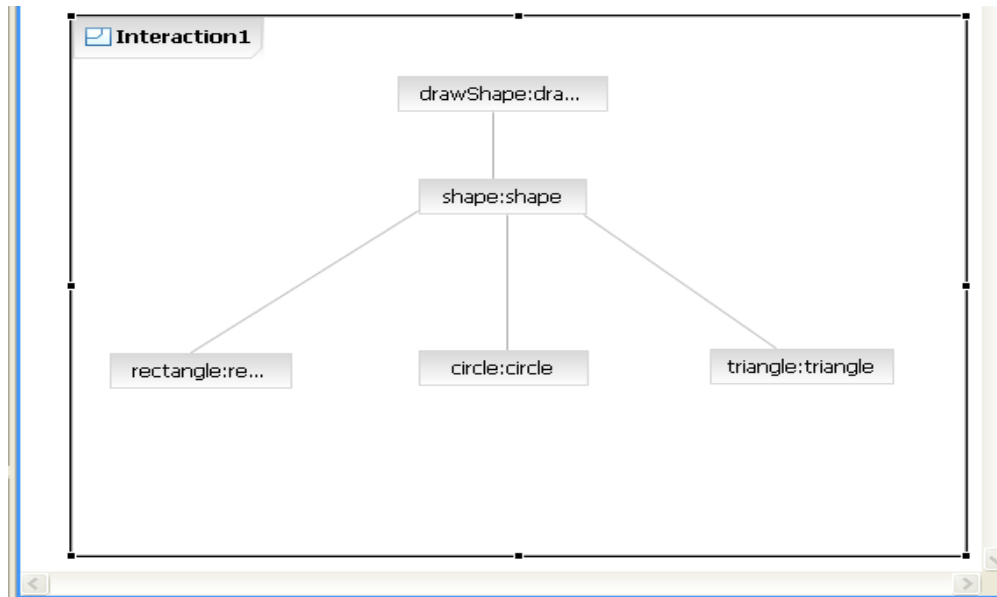 Interaction1
drawShape:dra...
shape:shape
rectangle:re...
circle:circle
triangle:triangle